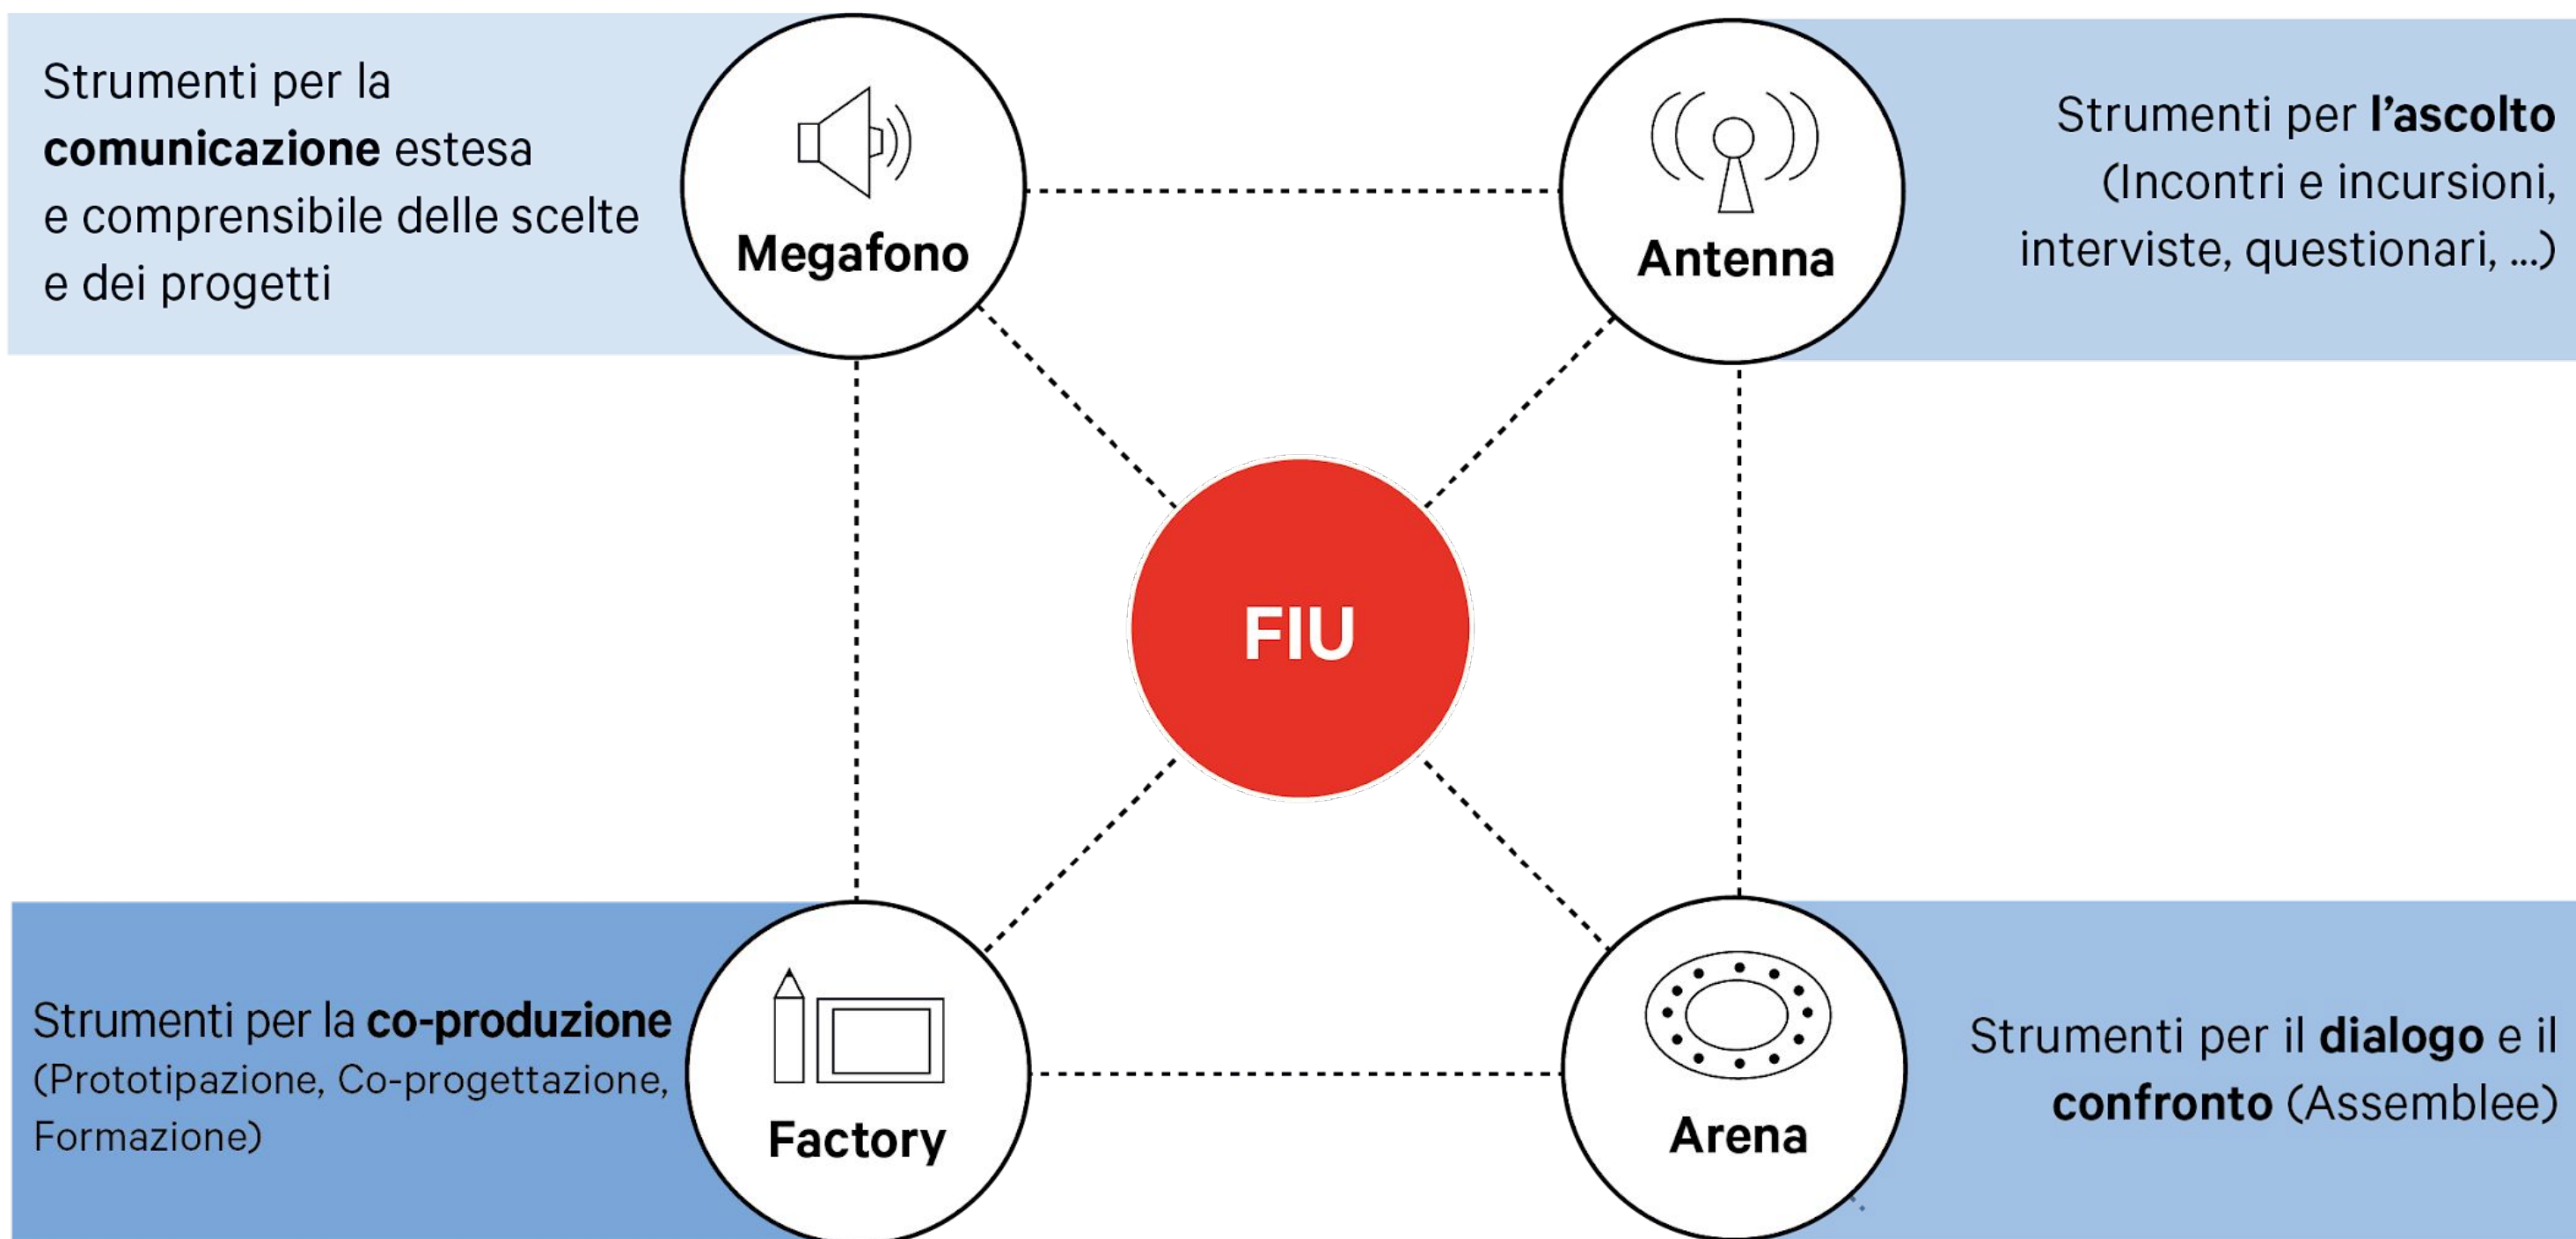 Strumenti per la
comunicazione estesa
e comprensibile delle scelte
e dei progetti
Megafono
Antenna
Strumenti per l’ascolto
(Incontri e incursioni,
interviste, questionari, ...)
FIU
Strumenti per la co-produzione
(Prototipazione, Co-progettazione,
Formazione)
Factory
Arena
Strumenti per il dialogo e il
confronto (Assemblee)